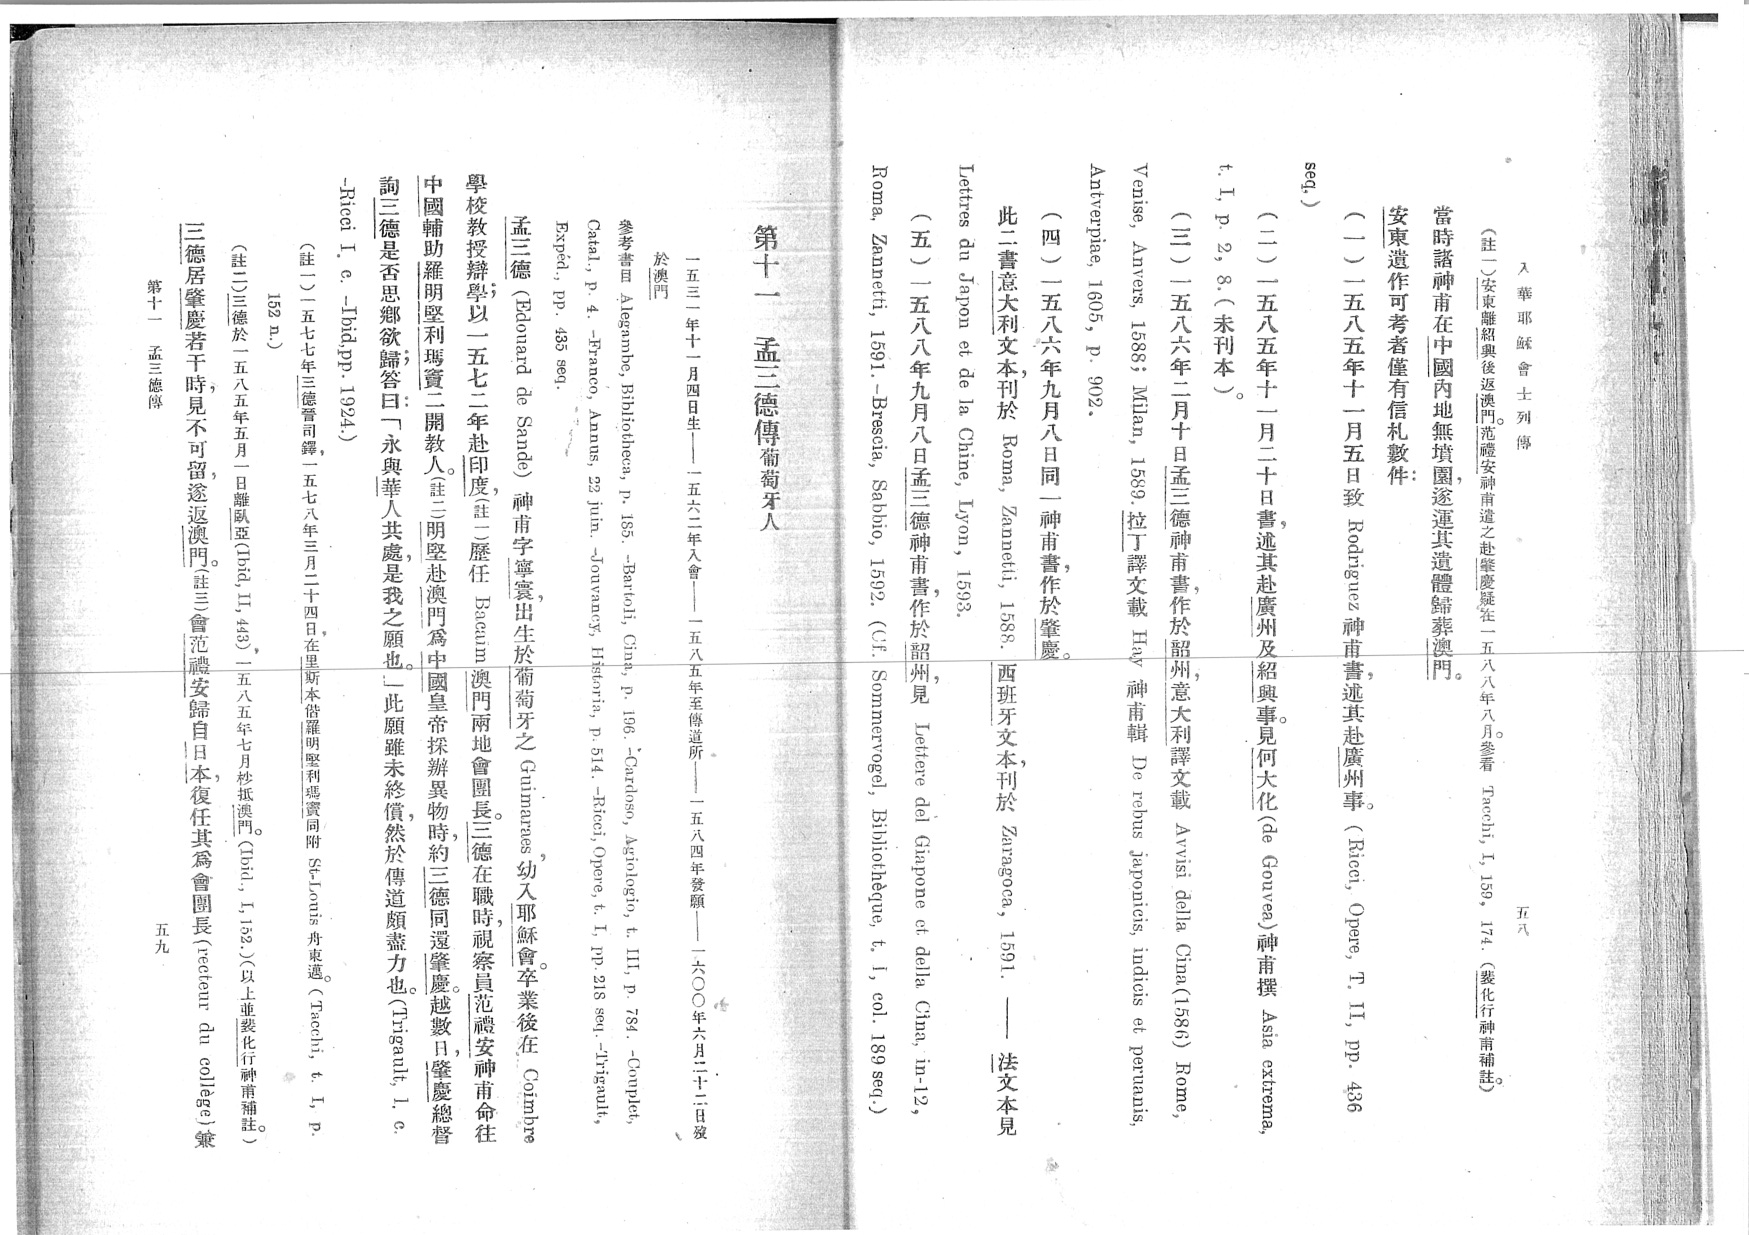 入華耶穌會士列傳
五八
（註一）安東離紹興後返澳門。范禮安神甫遣之赴肇慶疑在一五八八年八月。參看 Tacchi, I, 159, 174.（裴化行神甫補註。）
當時諸神甫在中國內地無墳園，遂運其遺體歸葬澳門。
安東遺作可考者僅有信札數件：
（一）一五八五年十一月五日致 Rodriguez 神甫書，述其赴廣州事。（Ricci, Opere, T. II, pp. 436
seq.）
（二）一五八五年十一月二十日書，述其赴廣州及紹興事。見何大化(de Gouvea)神甫撰 Asia extrema,
t. I, p. 2, 8.（未刊本）。
（三）一五八六年二月十日孟三德神甫書，作於韶州，意大利譯文載 Avvisi della Cina(1586) Rome,
Venise, Anvers, 1588; Milan, 1589. 拉丁譯文載 Hay 神甫輯 De rebus japonicis, indicis et peruanis,
Antverpiae, 1605, p. 902.
（四）一五八六年九月八日同一神甫書，作於肇慶。
此二書意大利文本，刊於 Roma, Zannetti, 1588. 西班牙文本，刊於 Zaragoca, 1591. ——法文本見
Lettres du Japon et de la Chine, Lyon, 1593.
（五）一五八八年九月八日孟三德神甫書，作於韶州，見 Lettere del Giapone et della Cina, in-12,
Roma, Zannetti, 1591.-Brescia, Sabbio, 1592. (Cf. Sommervogel, Bibliothèque, t. I, col. 189 seq.)
第十一　孟三德傳 葡萄牙人
一五三一年十一月四日生——一五六二年入會——一五八五年至傳道所——一五八四年發願——一六〇〇年六月二十二日歿
於澳門
參考書目 Alegambe, Bibliotheca, p. 185. -Bartoli, Cina, p. 196. -Cardoso, Agiologio, t. III, p. 784. -Couplet,
Catal., p. 4. -Franco, Annus, 22 juin. -Jouvancy, Historia, p. 514. -Ricci, Opere, t. I, pp. 218 seq. -Trigault,
Expéd., pp. 435 seq.
孟三德 (Edouard de Sande) 神甫字寧寰，出生於葡萄牙之 Guimaraes，幼入耶穌會。卒業後在 Coimbre
學校教授辯學；以一五七二年赴印度，（註一）歷任 Bacum 澳門兩地會團長。三德在職時，視察員范禮安神甫命往
中國輔助羅明堅利瑪竇二開教人。（註二）明堅赴澳門爲中國皇帝採辦異物時，約三德同還肇慶。越數日，肇慶總督
詢三德是否思鄉欲歸；答曰：「永與華人共處，是我之願也。」此願雖未終償，然於傳道頗盡力也。(Trigault, l. c.
-Ricci I. c. -Ibid, pp. 1924.)
（註一）一五七七年三德晉司鐸，一五七八年三月二十四日在里斯本偕羅明堅利瑪竇同附 St-Louis 舟東邁。（Tacchi, t. I, p.
152 n.）
（註二）三德於一五八五年五月一日離臥亞(Ibid, II, 443)，一五八五年七月杪抵澳門。(Ibid., I, 152.)（以上並裴化行神甫補註。）
三德居肇慶若干時，見不可留，遂返澳門。（註三）會范禮安歸自日本，復任其爲會團長(recteur du collège)兼
第十一　孟三德傳
五九